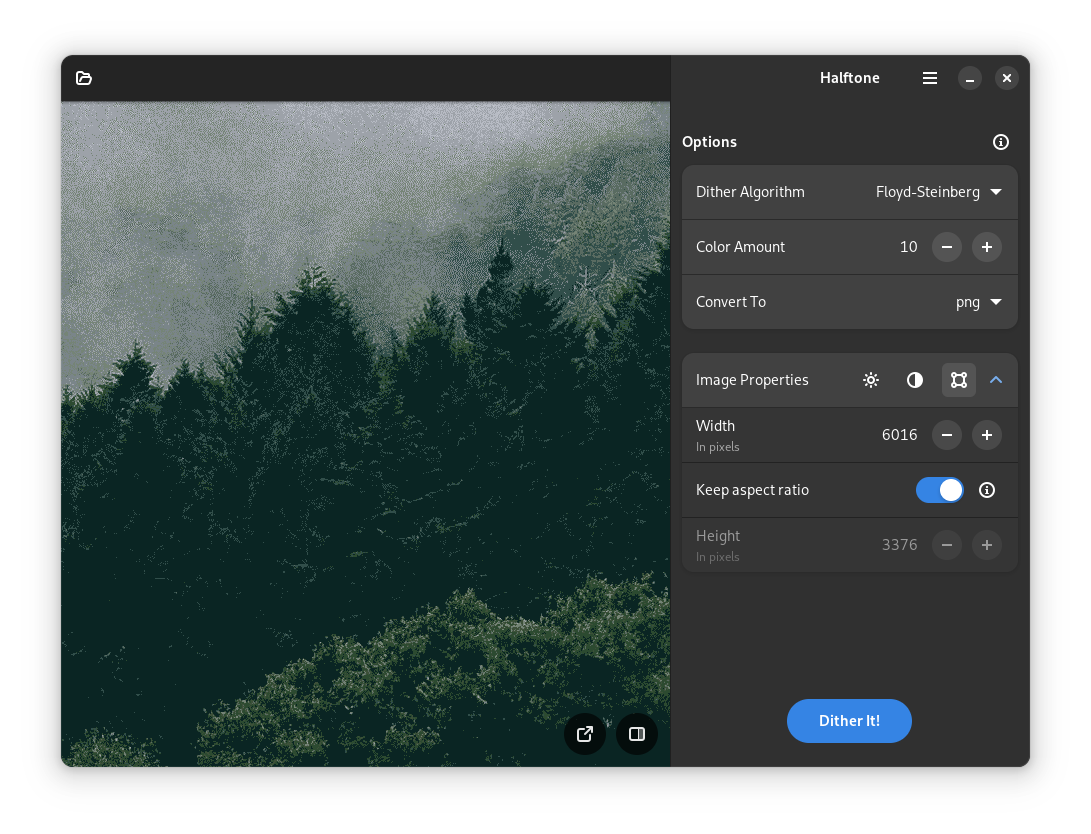 Halftone
Options
Dither Algorithm Floyd-Steinberg
Color Amount 10
Convert To png
Image Properties
Width
In pixels
6016
Keep aspect ratio
Height
In pixels
3376
Dither It!